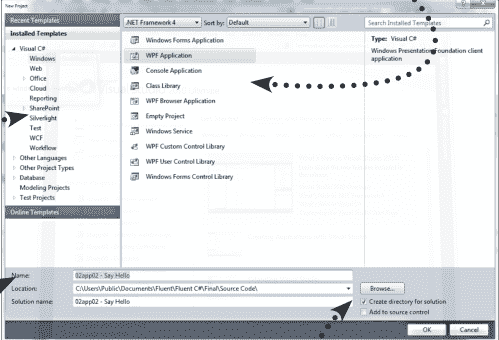 New Project
Recent Templates
.NET Framework 4
Sort by: Default
Search Installed Templates
Installed Templates
Visual C#
Windows
Web
Office
Cloud
Reporting
SharePoint
Silverlight
Test
WCF
Workflow
Other Languages
Other Project Types
Database
Modeling Projects
Test Projects
Online Templates
Windows Forms Application
WPF Application
Console Application
Class Library
WPF Browser Application
Empty Project
Windows Service
WPF Custom Control Library
WPF User Control Library
Windows Forms Control Library
Type: Visual C#
Windows Presentation Foundation client
application
Name: 02app02 - Say Hello
Location: C:\Users\Public\Documents\Fluent\Fluent C#\Final\Source Code\
Browse...
Solution name: 02app02 - Say Hello
Create directory for solution
Add to source control
OK
Cancel